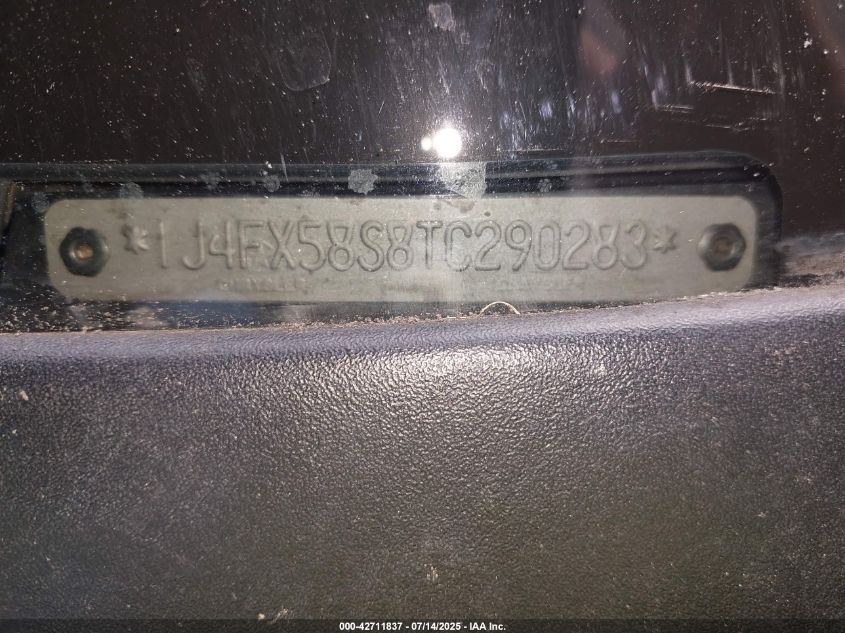 *1J4FX58S8TC290283*
000-42711837 - 07/14/2025 - IAA Inc.